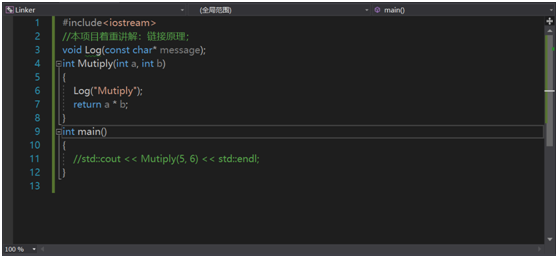 Linker (全局范围) main()
1 #include<iostream>
2 //本项目着重讲解：链接原理；
3 void Log(const char* message);
4 int Mutiply(int a, int b)
5 {
6 Log("Mutiply");
7 return a * b;
8 }
9 int main()
10 {
11 //std::cout << Mutiply(5, 6) << std::endl;
12 }
13
100 %